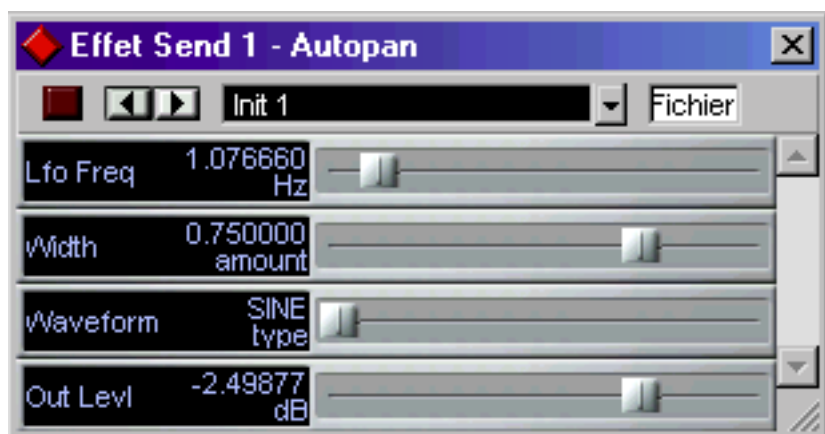 Effet Send 1 - Autopan
Init 1 Fichier
Lfo Freq 1.076660
Hz
Width 0.750000
amount
Waveform SINE
type
Out Levl -2.49877
dB